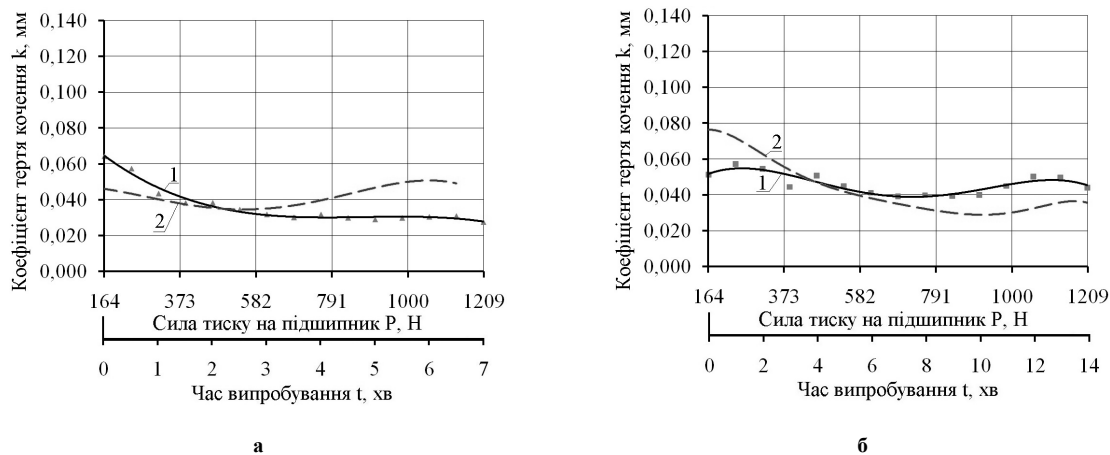 Коефіцієнт тертя кочення k, мм
0,140
0,120
0,100
0,080
0,060
0,040
0,020
0,000
1
2
164 373 582 791 1000 1209
Сила тиску на підшипник P, Н
0 1 2 3 4 5 6 7
Час випробування t, хв
а
Коефіцієнт тертя кочення k, мм
0,140
0,120
0,100
0,080
0,060
0,040
0,020
0,000
2
1
164 373 582 791 1000 1209
Сила тиску на підшипник P, Н
0 2 4 6 8 10 12 14
Час випробування t, хв
б